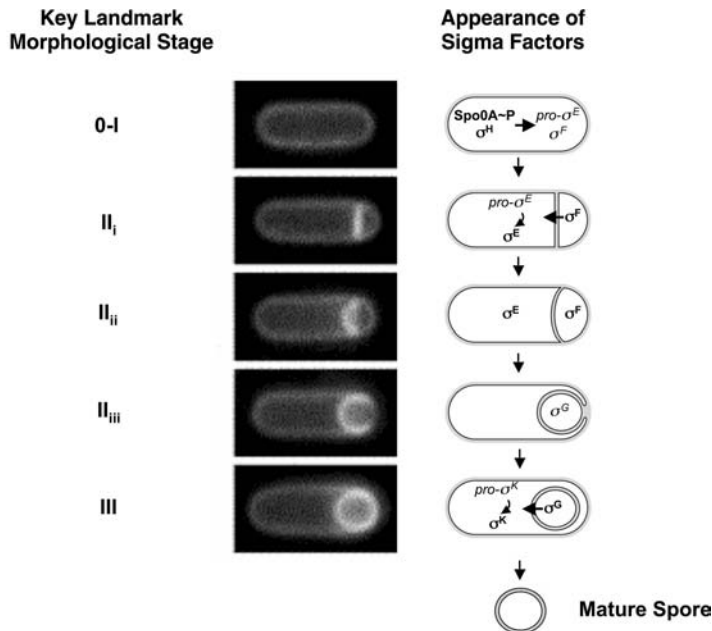 Key Landmark
Morphological Stage
Appearance of
Sigma Factors
0-I
Spo0A~P
σH
pro-σE
σF
IIi
pro-σE
σE
σF
IIii
σE
σF
IIiii
σG
III
pro-σK
σK
σG
Mature Spore